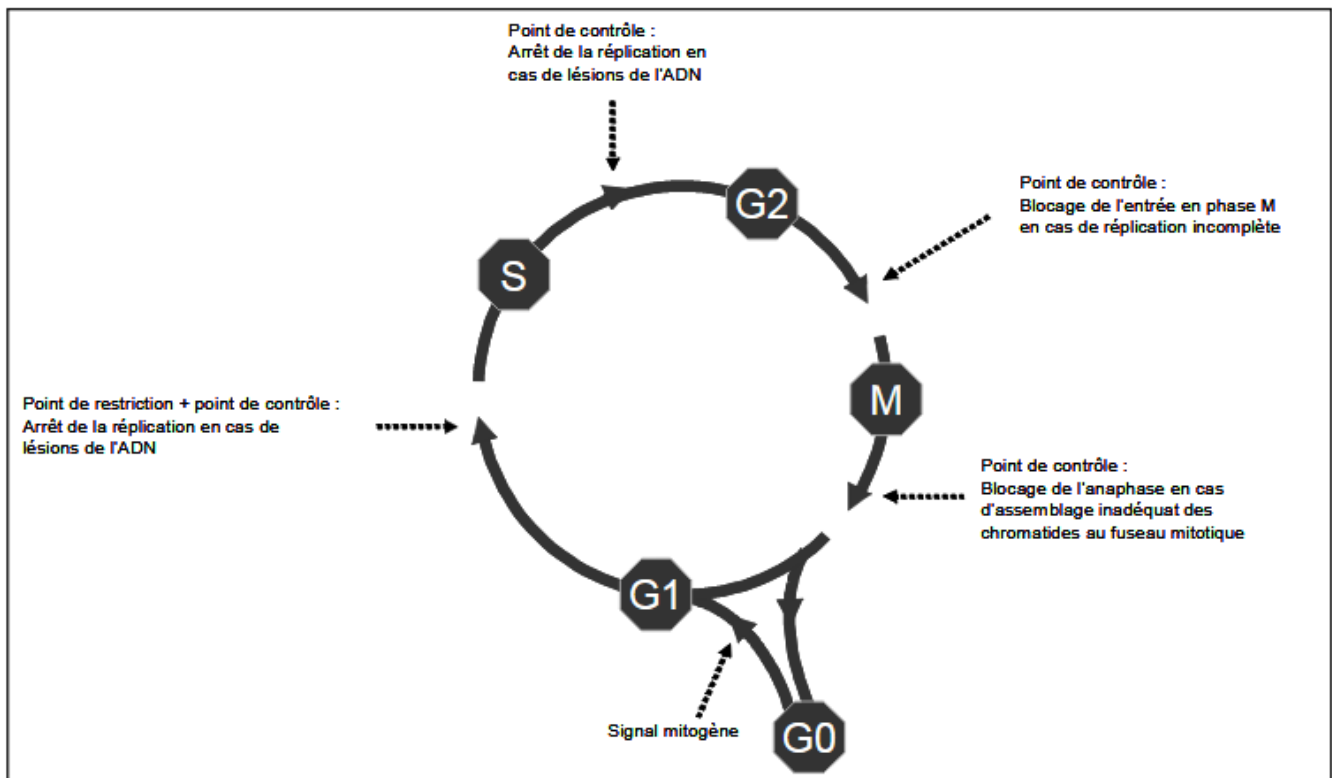 Point de contrôle :
Arrêt de la réplication en
cas de lésions de l'ADN
G2
Point de contrôle :
Blocage de l'entrée en phase M
en cas de réplication incomplète
S
M
Point de restriction + point de contrôle :
Arrêt de la réplication en cas de
lésions de l'ADN
Point de contrôle :
Blocage de l'anaphase en cas
d'assemblage inadéquat des
chromatides au fuseau mitotique
G1
Signal mitogène
G0